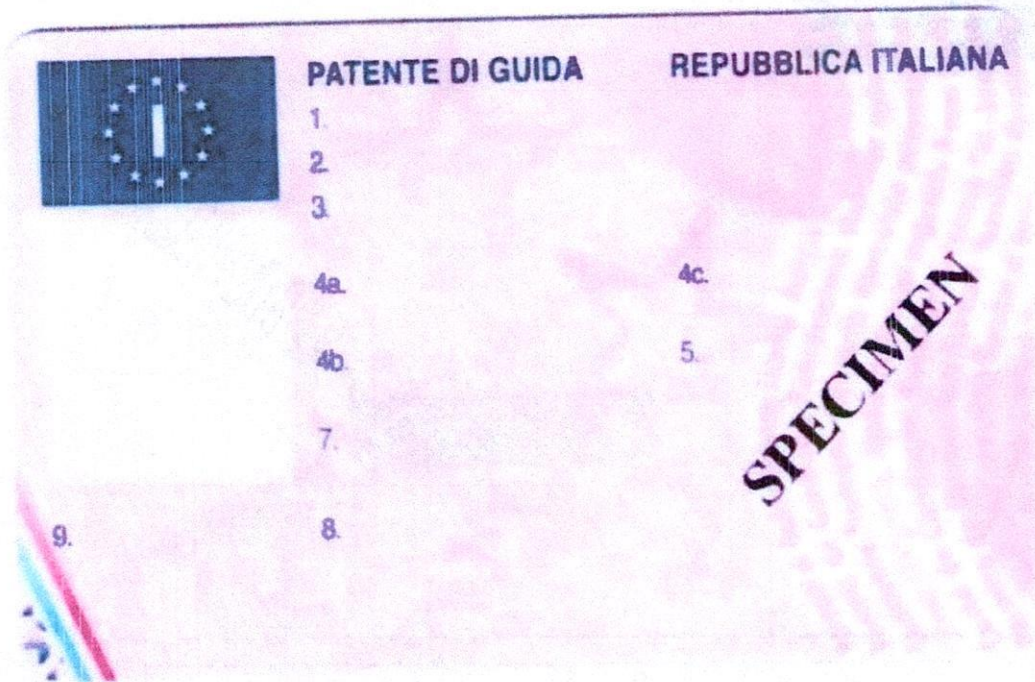 I
PATENTE DI GUIDA REPUBBLICA ITALIANA
1.
2.
3.
4a. 4c.
4b. 5.
7.
9. 8.
SPECIMEN